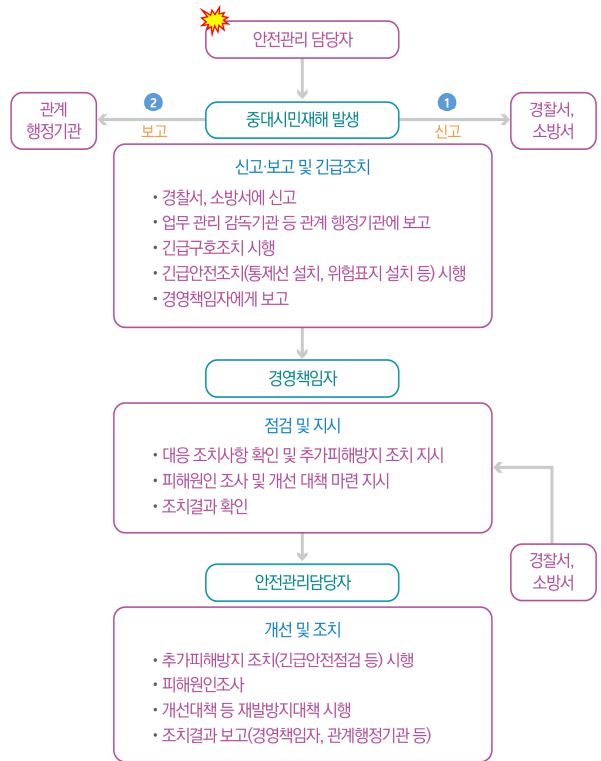 안전관리 담당자
관계
행정기관
2
보고
중대시민재해 발생
1
신고
경찰서,
소방서
신고·보고 및 긴급조치
• 경찰서, 소방서에 신고
• 업무 관리 감독기관 등 관계 행정기관에 보고
• 긴급구호조치 시행
• 긴급안전조치(통제선 설치, 위험표지 설치 등) 시행
• 경영책임자에게 보고
경영책임자
점검 및 지시
• 대응 조치사항 확인 및 추가피해방지 조치 지시
• 피해원인 조사 및 개선 대책 마련 지시
• 조치결과 확인
경찰서,
소방서
안전관리담당자
개선 및 조치
• 추가피해방지 조치(긴급안전점검 등) 시행
• 피해원인조사
• 개선대책 등 재발방지대책 시행
• 조치결과 보고(경영책임자, 관계행정기관 등)